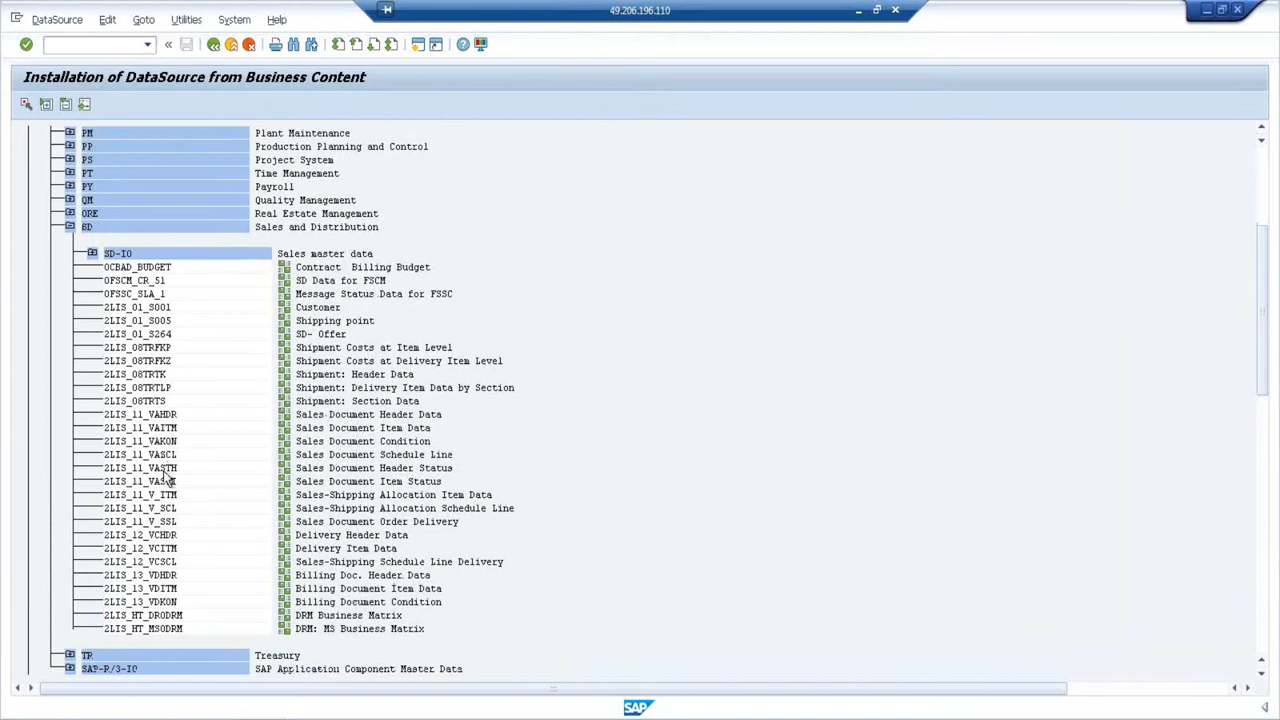 49.206.196.110
DataSource Edit Goto Utilities System Help
Installation of DataSource from Business Content
PM Plant Maintenance
PP Production Planning and Control
PS Project System
PT Time Management
PY Payroll
QM Quality Management
0RE Real Estate Management
SD Sales and Distribution
SD-IO Sales master data
0CBAD_BUDGET Contract Billing Budget
0FSCM_CR_51 SD Data for FSCM
0FSSC_SLA_1 Message Status Data for FSSC
2LIS_01_S001 Customer
2LIS_01_S005 Shipping point
2LIS_01_S264 SD- Offer
2LIS_08TRFKP Shipment Costs at Item Level
2LIS_08TRFKZ Shipment Costs at Delivery Item Level
2LIS_08TRTK Shipment: Header Data
2LIS_08TRTLP Shipment: Delivery Item Data by Section
2LIS_08TRTS Shipment: Section Data
2LIS_11_VAHDR Sales Document Header Data
2LIS_11_VAITM Sales Document Item Data
2LIS_11_VAKON Sales Document Condition
2LIS_11_VASCL Sales Document Schedule Line
2LIS_11_VASTH Sales Document Header Status
Sales Document Item Status
2LIS_11_V_ITM Sales-Shipping Allocation Item Data
2LIS_11_V_SCL Sales-Shipping Allocation Schedule Line
2LIS_11_V_SSL Sales Document Order Delivery
2LIS_12_VCHDR Delivery Header Data
2LIS_12_VCITM Delivery Item Data
2LIS_12_VCSCL Sales-Shipping Schedule Line Delivery
2LIS_13_VDHDR Billing Doc. Header Data
2LIS_13_VDITM Billing Document Item Data
2LIS_13_VDKON Billing Document Condition
2LIS_HT_DRODRM DRM Business Matrix
2LIS_HT_MSODRM DRM: MS Business Matrix
TR Treasury
SAP-R/3-IO SAP Application Component Master Data
SAP